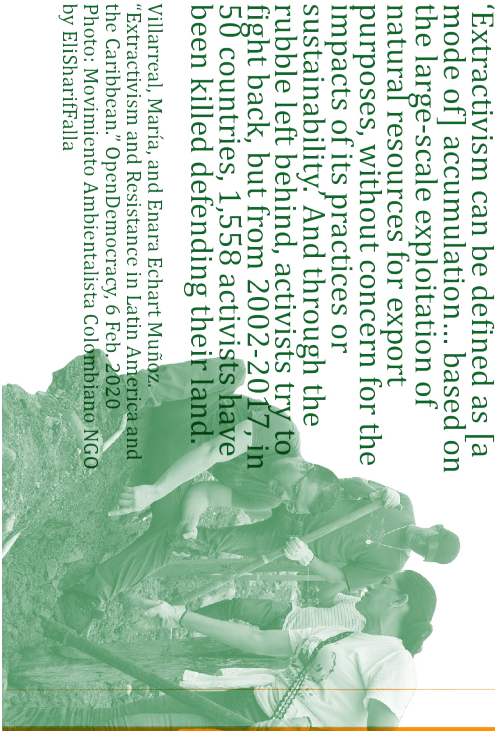 ‘Extractivism can be defined as [a
mode of] accumulation... based on
the large-scale exploitation of
natural resources for export
purposes, without concern for the
impacts of its practices or
sustainability.’ And through the
rubble left behind, activists try to
fight back, but from 2002-2017, in
50 countries, 1,558 activists have
been killed defending their land.
Villarreal, María, and Enara Echart Muñoz.
“Extractivism and Resistance in Latin America and
the Caribbean.” OpenDemocracy, 6 Feb. 2020
Photo: Movimiento Ambientalista Colombiano NGO
by EliSharifFalla